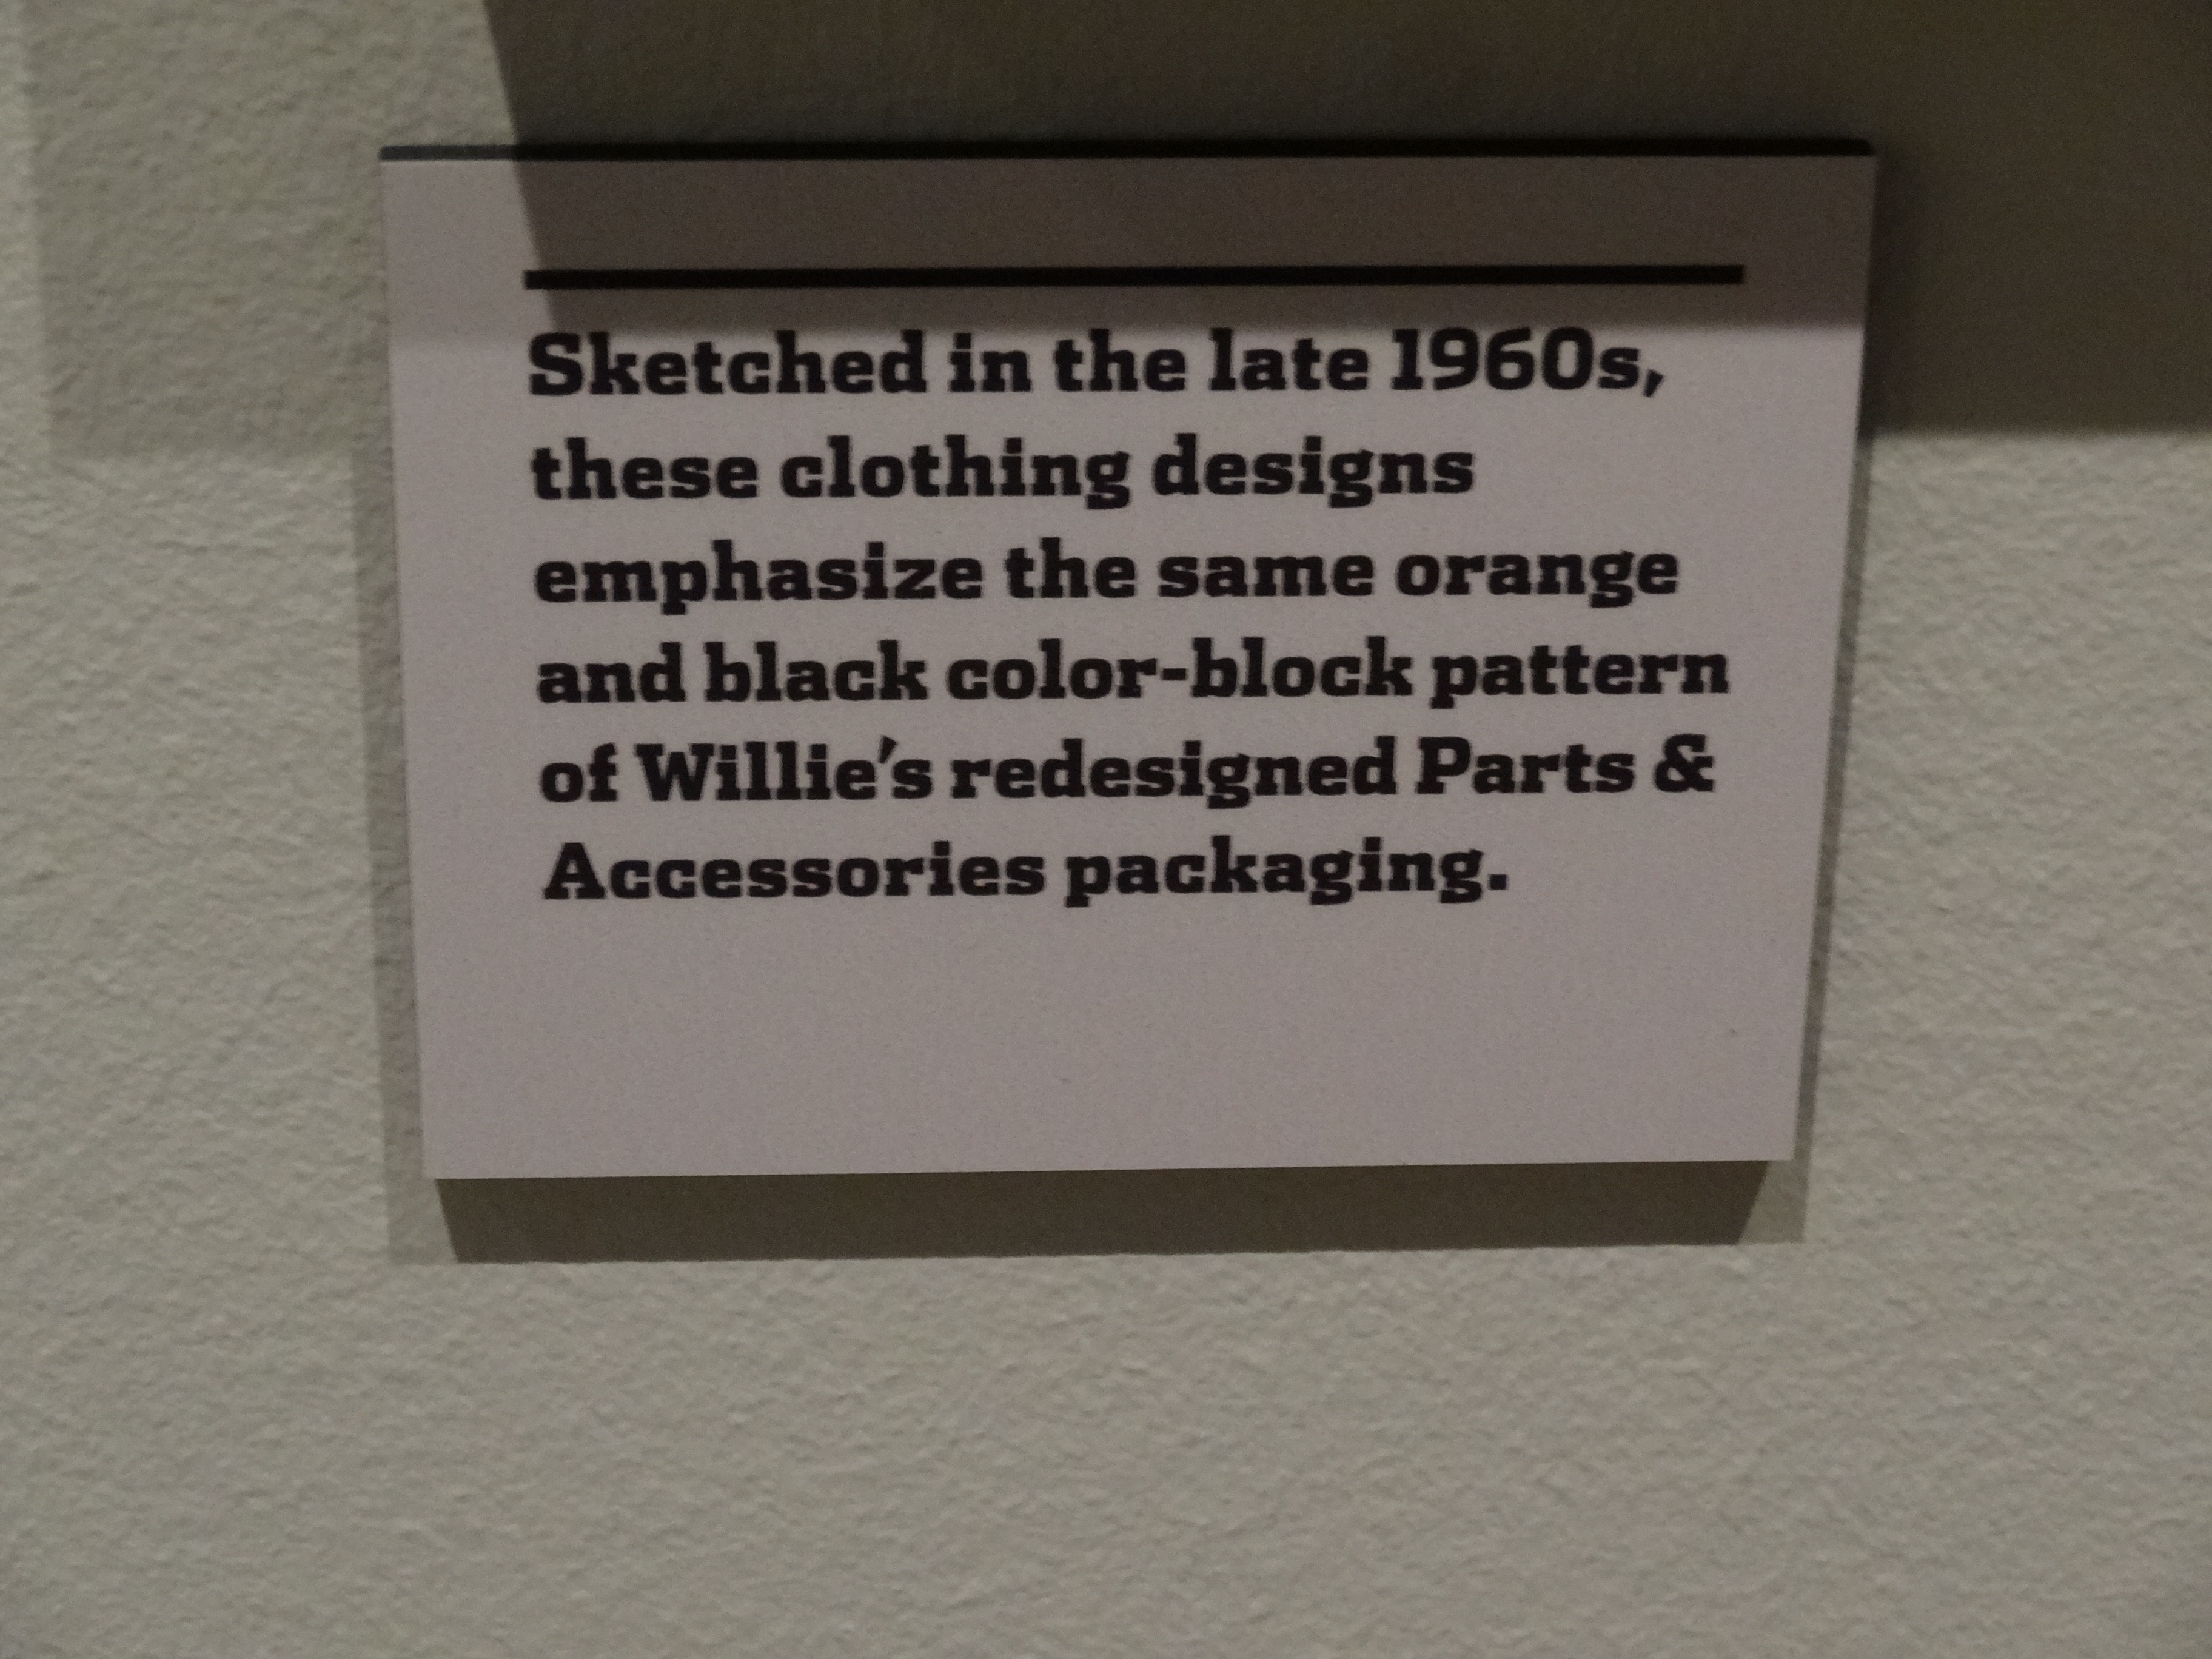 Sketched in the late 1960s,
these clothing designs
emphasize the same orange
and black color-block pattern
of Willie's redesigned Parts &
Accessories packaging.